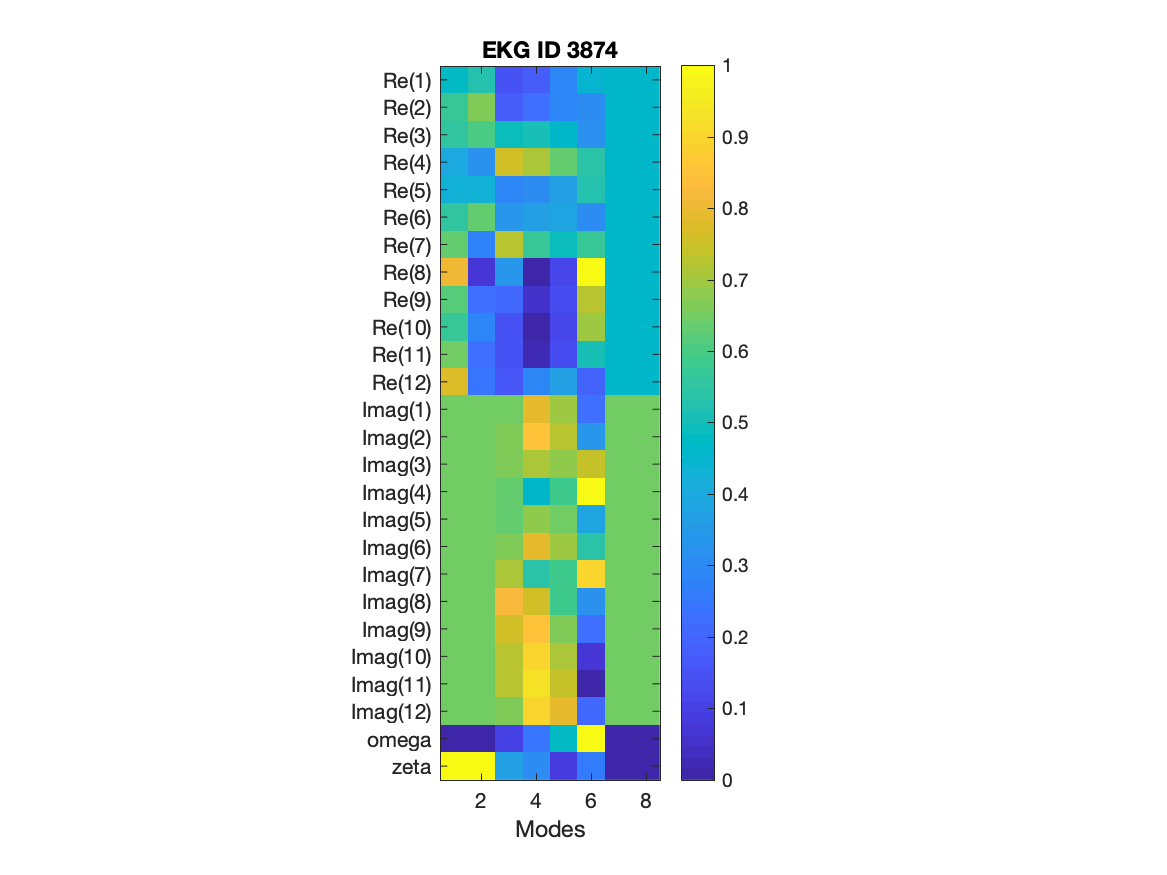 EKG ID 3874
Re(1)
Re(2)
Re(3)
Re(4)
Re(5)
Re(6)
Re(7)
Re(8)
Re(9)
Re(10)
Re(11)
Re(12)
Imag(1)
Imag(2)
Imag(3)
Imag(4)
Imag(5)
Imag(6)
Imag(7)
Imag(8)
Imag(9)
Imag(10)
Imag(11)
Imag(12)
omega
zeta
2 4 6 8
Modes
1
0.9
0.8
0.7
0.6
0.5
0.4
0.3
0.2
0.1
0